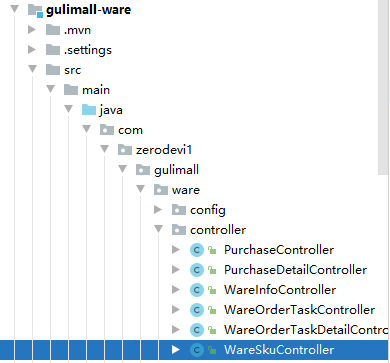 gulimall-ware
.mvn
.settings
src
main
java
com
zerodevi1
gulimall
ware
config
controller
PurchaseController
PurchaseDetailController
WareInfoController
WareOrderTaskController
WareOrderTaskDetailContro
WareSkuController